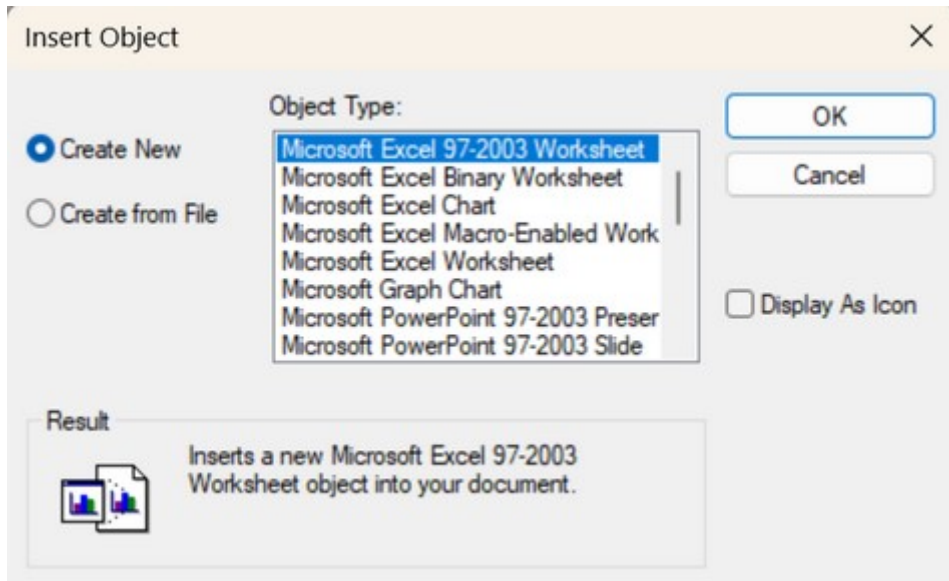 Insert Object
Object Type:
Create New
Create from File
Microsoft Excel 97-2003 Worksheet
Microsoft Excel Binary Worksheet
Microsoft Excel Chart
Microsoft Excel Macro-Enabled Work
Microsoft Excel Worksheet
Microsoft Graph Chart
Microsoft PowerPoint 97-2003 Preser
Microsoft PowerPoint 97-2003 Slide
OK
Cancel
Display As Icon
Result
Inserts a new Microsoft Excel 97-2003
Worksheet object into your document.